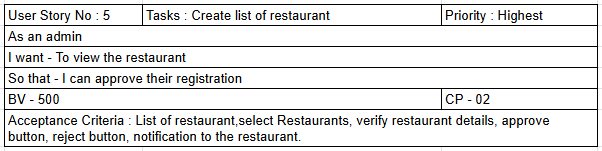 User Story No : 5 Tasks : Create list of restaurant Priority : Highest
As an admin
I want - To view the restaurant
So that - I can approve their registration
BV - 500 CP - 02
Acceptance Criteria : List of restaurant,select Restaurants, verify restaurant details, approve
button, reject button, notification to the restaurant.